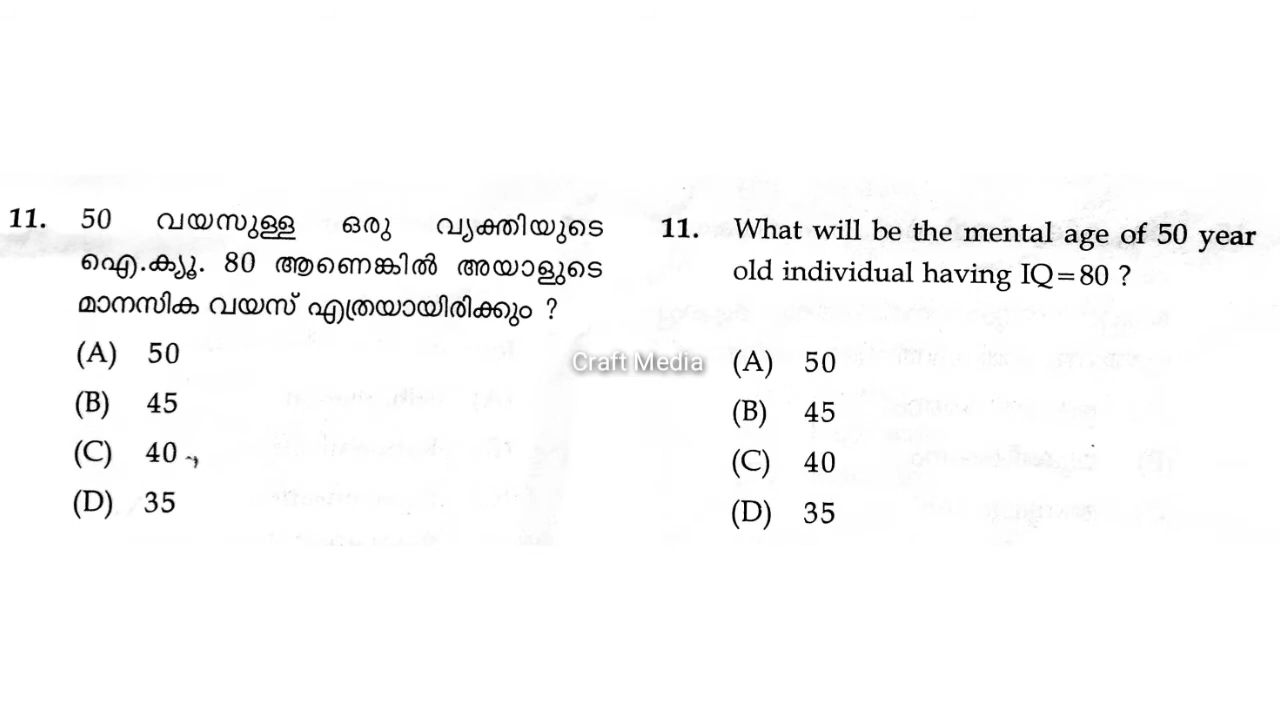 11. 50 വയസുള്ള ഒരു വ്യക്തിയുടെ
ഐ.ക്യൂ. 80 ആണെങ്കിൽ അയാളുടെ
മാനസിക വയസ് എത്രയായിരിക്കും ?
(A) 50
(B) 45
(C) 40
(D) 35
Craft Media
11. What will be the mental age of 50 year
old individual having IQ=80 ?
(A) 50
(B) 45
(C) 40
(D) 35